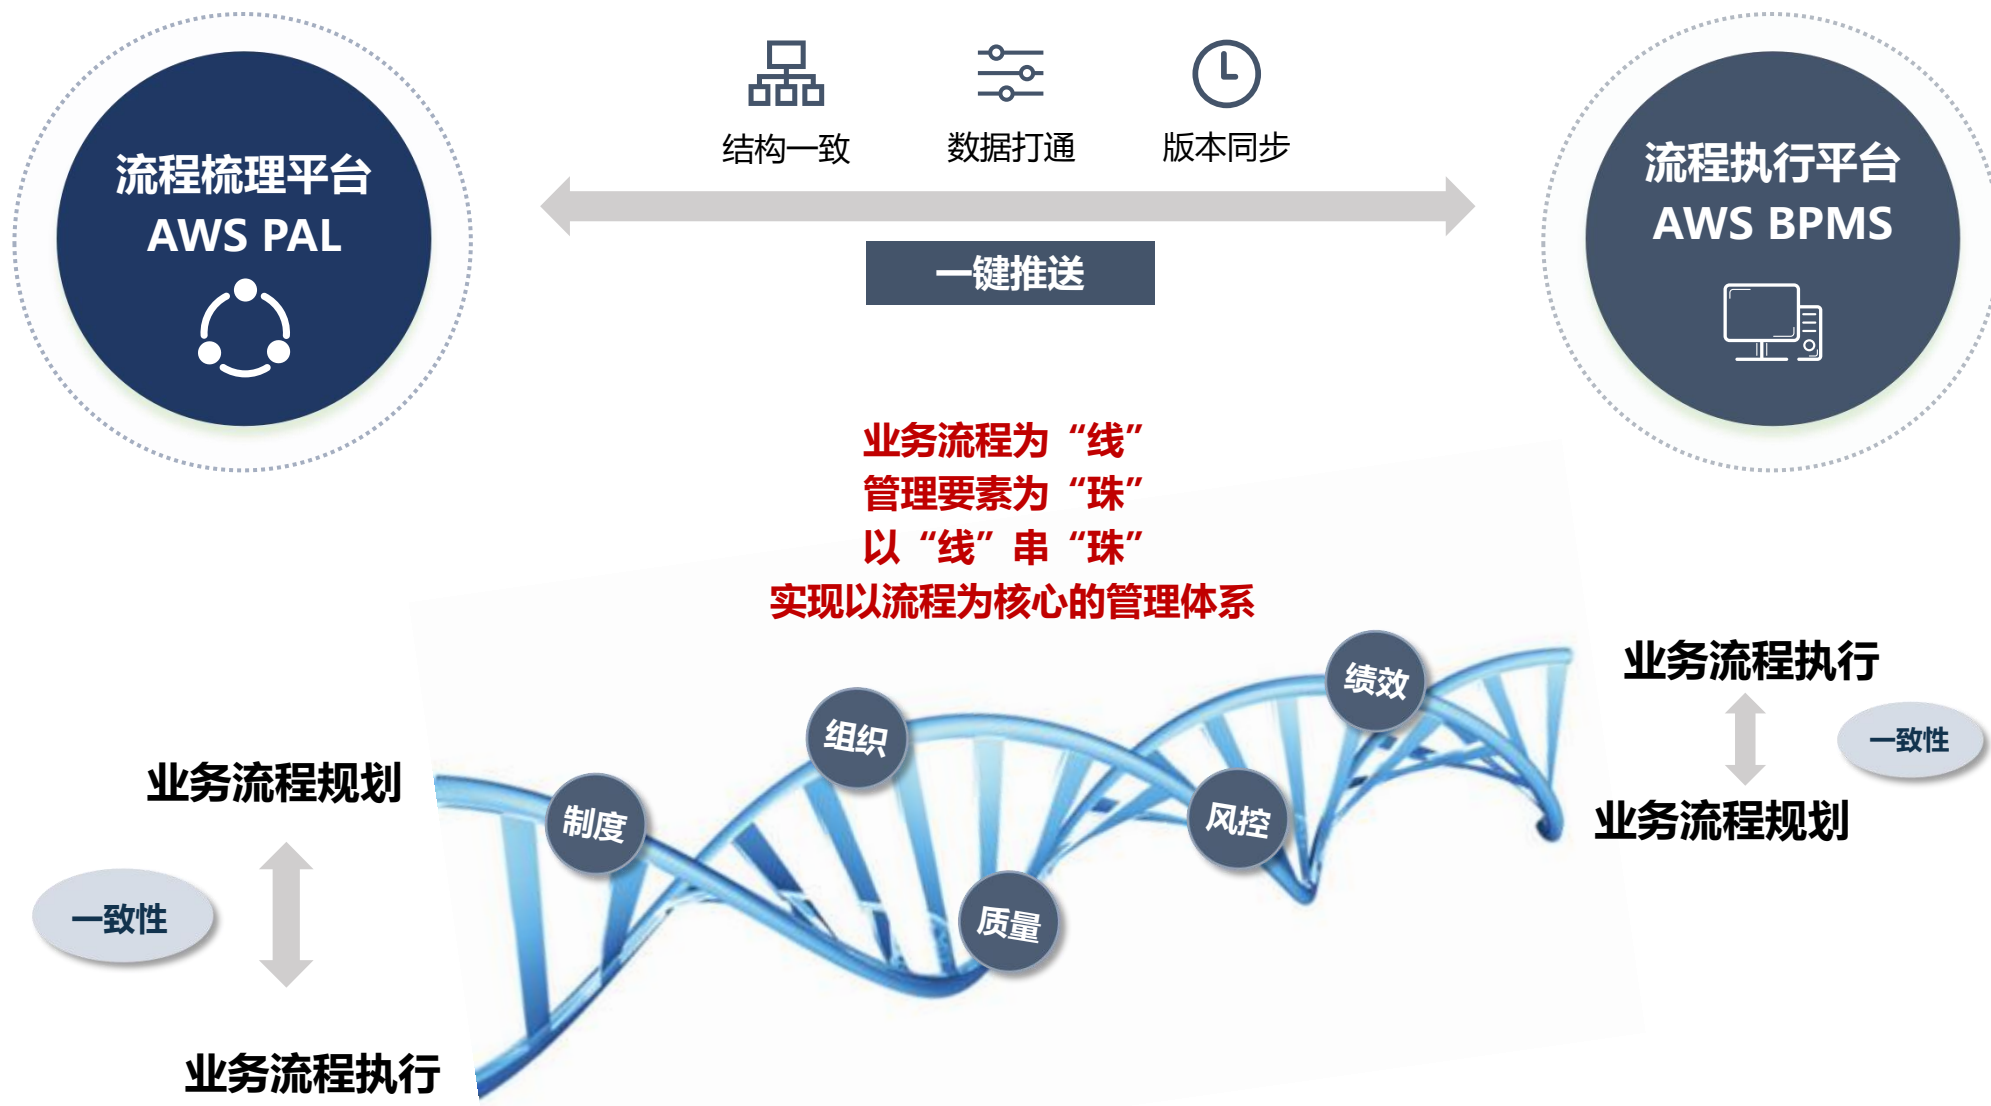 流程梳理平台
AWS PAL
结构一致
数据打通
版本同步
一键推送
流程执行平台
AWS BPMS
业务流程为“线”
管理要素为“珠”
以“线”串“珠”
实现以流程为核心的管理体系
业务流程规划
一致性
业务流程执行
制度
组织
质量
风控
绩效
业务流程执行
一致性
业务流程规划